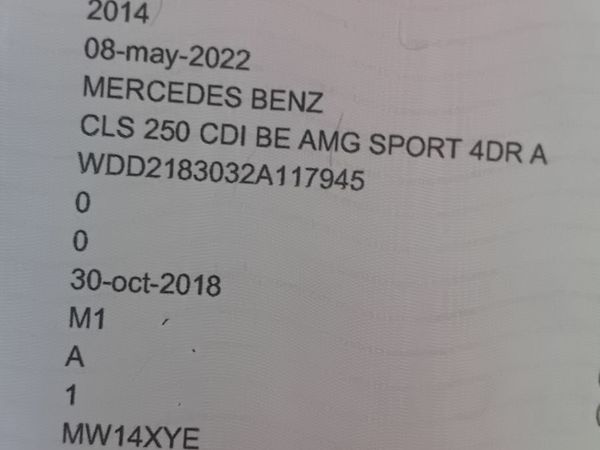 2014
08-may-2022
MERCEDES BENZ
CLS 250 CDI BE AMG SPORT 4DR A
WDD2183032A117945
0
0
30-oct-2018
M1
A
1
MW14XYE